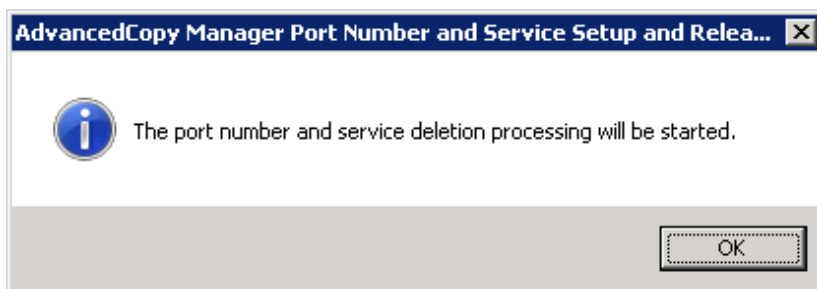 AdvancedCopy Manager Port Number and Service Setup and Relea...
The port number and service deletion processing will be started.
OK